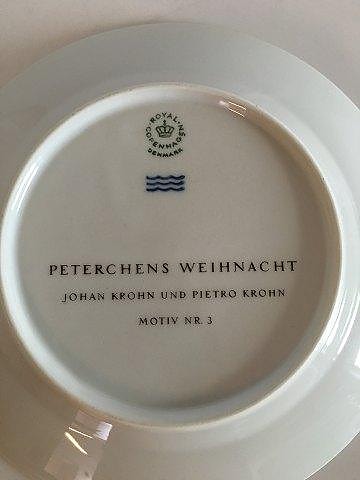 ROYAL
COPENHAGEN
DENMARK
PETERCHENS WEIHNACHT
JOHAN KROHN UND PIETRO KROHN
MOTIV NR. 3